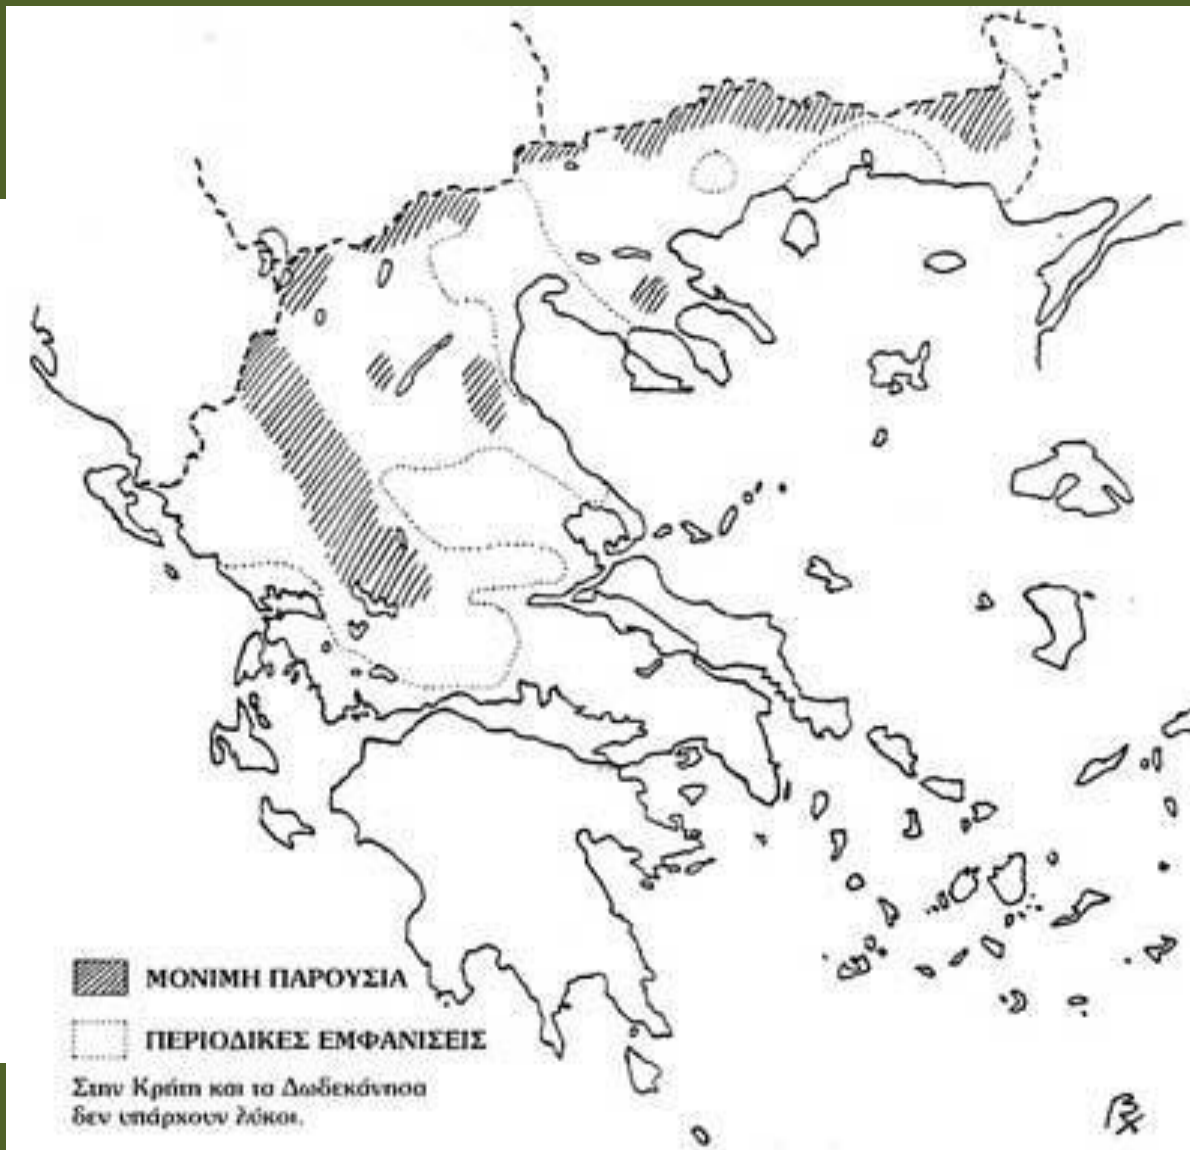 ΜΟΝΙΜΗ ΠΑΡΟΥΣΙΑ
ΠΕΡΙΟΔΙΚΕΣ ΕΜΦΑΝΙΣΕΙΣ
Στην Κρήτη και τα Δωδεκάνησα
δεν υπάρχουν λύκοι.